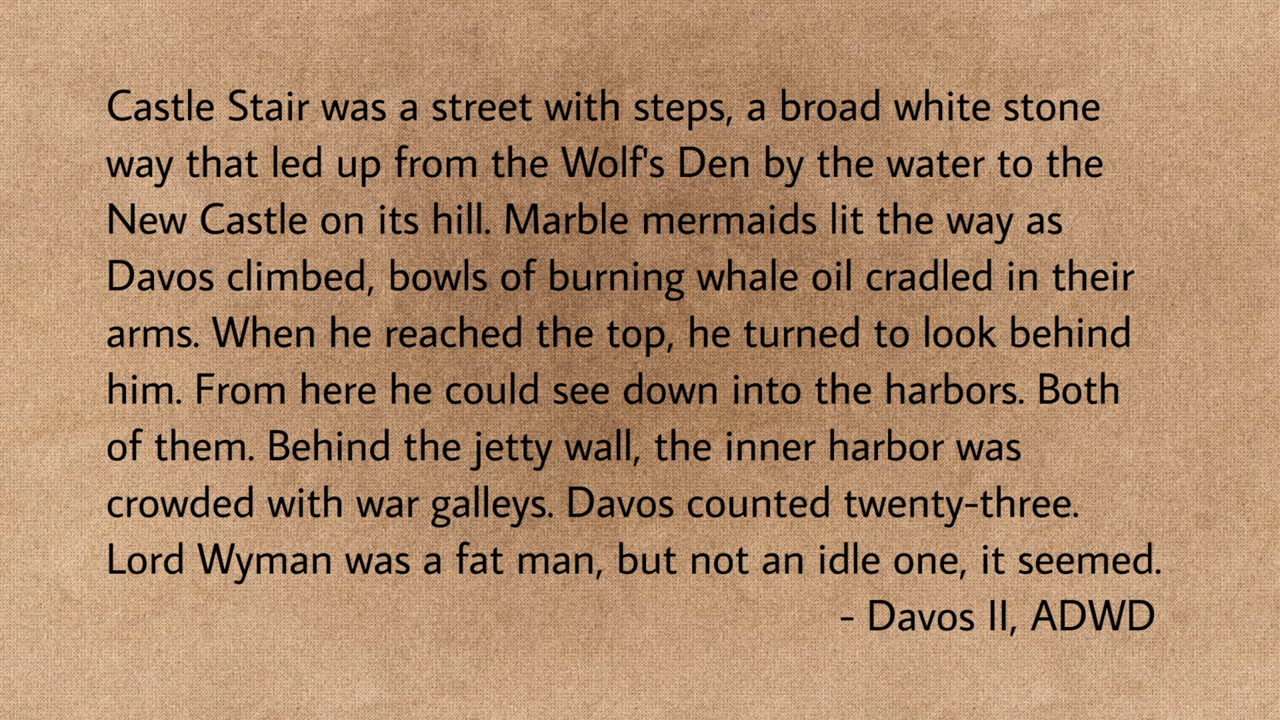 Castle Stair was a street with steps, a broad white stone
way that led up from the Wolf's Den by the water to the
New Castle on its hill. Marble mermaids lit the way as
Davos climbed, bowls of burning whale oil cradled in their
arms. When he reached the top, he turned to look behind
him. From here he could see down into the harbors. Both
of them. Behind the jetty wall, the inner harbor was
crowded with war galleys. Davos counted twenty-three.
Lord Wyman was a fat man, but not an idle one, it seemed.
- Davos II, ADWD